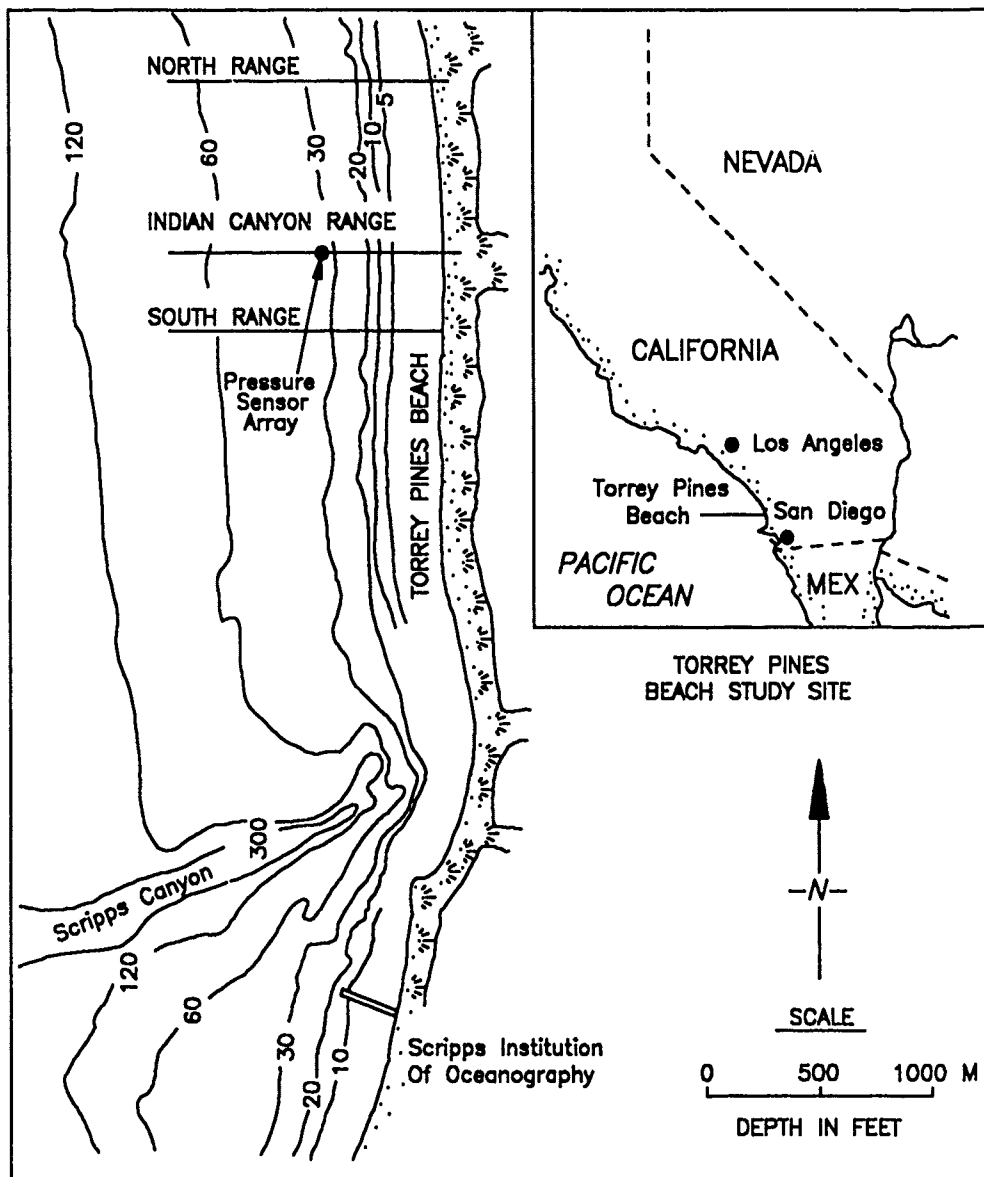 NORTH RANGE
120
60
30
20
10
5
INDIAN CANYON RANGE
SOUTH RANGE
Pressure
Sensor
Array
TORREY PINES BEACH
300
Scripps Canyon
120
60
30
20
10
Scripps Institution
Of Oceanography
NEVADA
CALIFORNIA
Los Angeles
Torrey Pines
Beach
San Diego
PACIFIC
OCEAN
MEX
TORREY PINES
BEACH STUDY SITE
N
SCALE
0 500 1000 M
DEPTH IN FEET